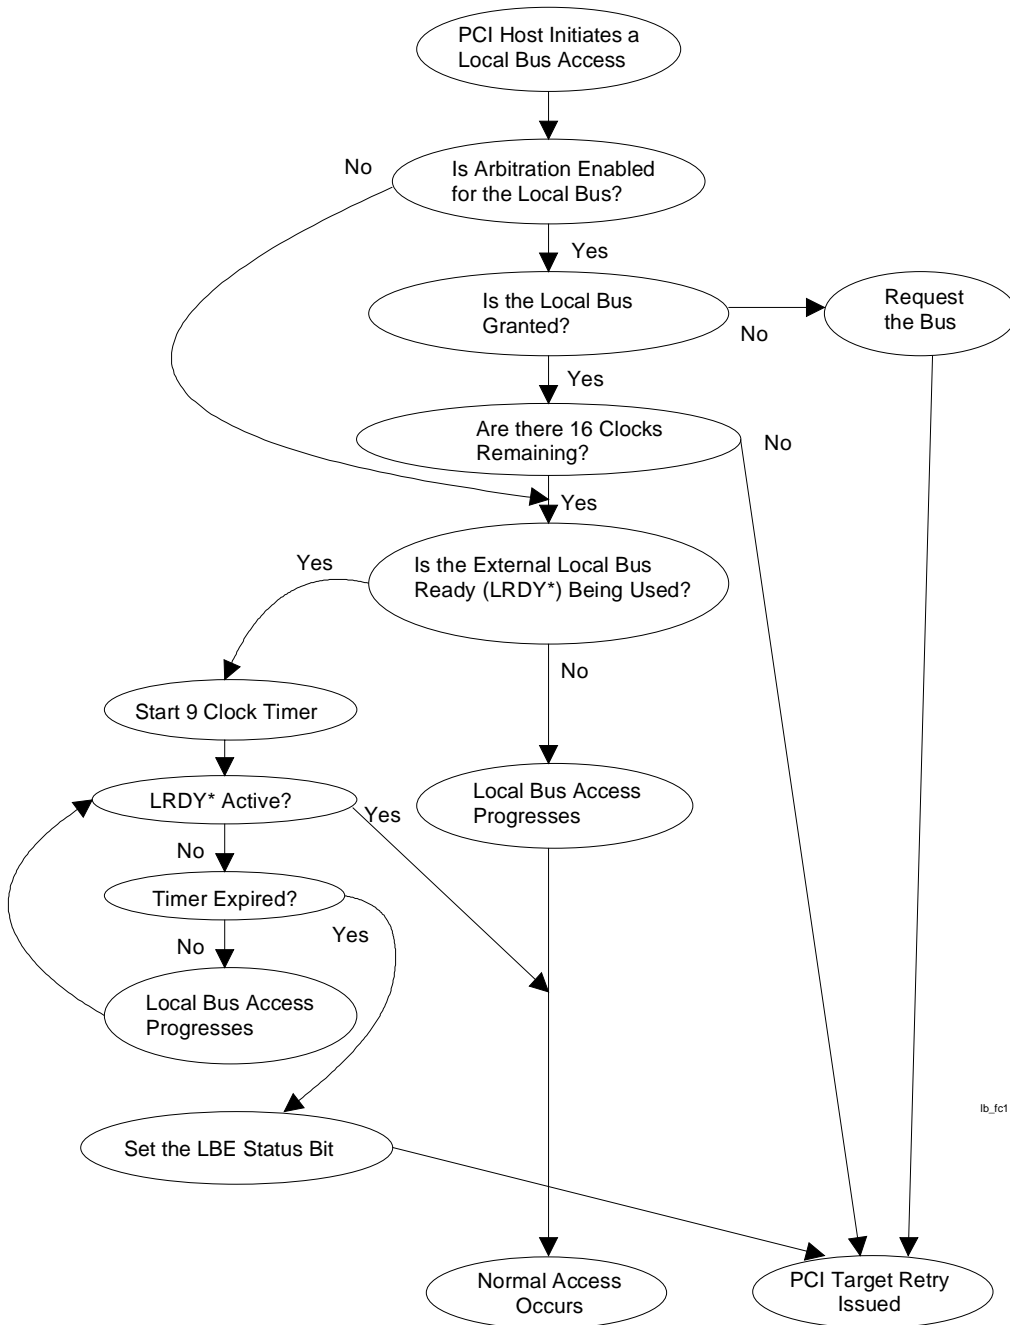 PCI Host Initiates a
Local Bus Access
No
Is Arbitration Enabled
for the Local Bus?
Yes
Is the Local Bus
Granted?
No
Request
the Bus
Yes
Are there 16 Clocks
Remaining?
No
Yes
Yes
Is the External Local Bus
Ready (LRDY*) Being Used?
No
Start 9 Clock Timer
LRDY* Active?
Yes
Local Bus Access
Progresses
No
Timer Expired?
Yes
No
Local Bus Access
Progresses
lb_fc1
Set the LBE Status Bit
Normal Access
Occurs
PCI Target Retry
Issued